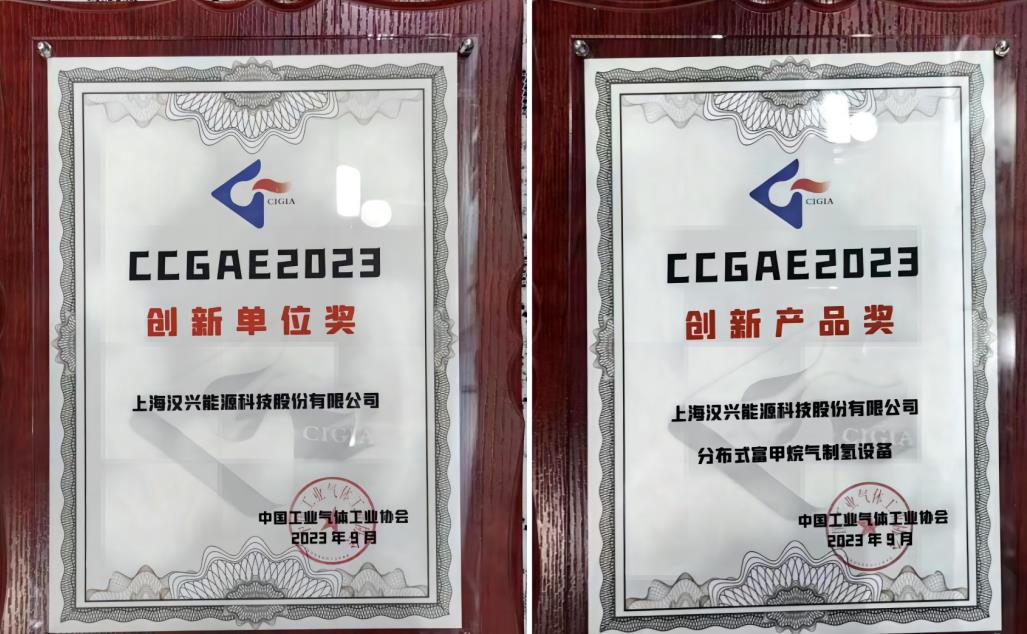 CIGIA
CCGAE2023
创新单位奖
上海汉兴能源科技股份有限公司
CIGIA
中国工业气体工业协会
2023年9月
CIGIA
CCGAE2023
创新产品奖
上海汉兴能源科技股份有限公司
分布式富甲烷气制氢设备
CIGIA
中国工业气体工业协会
2023年9月